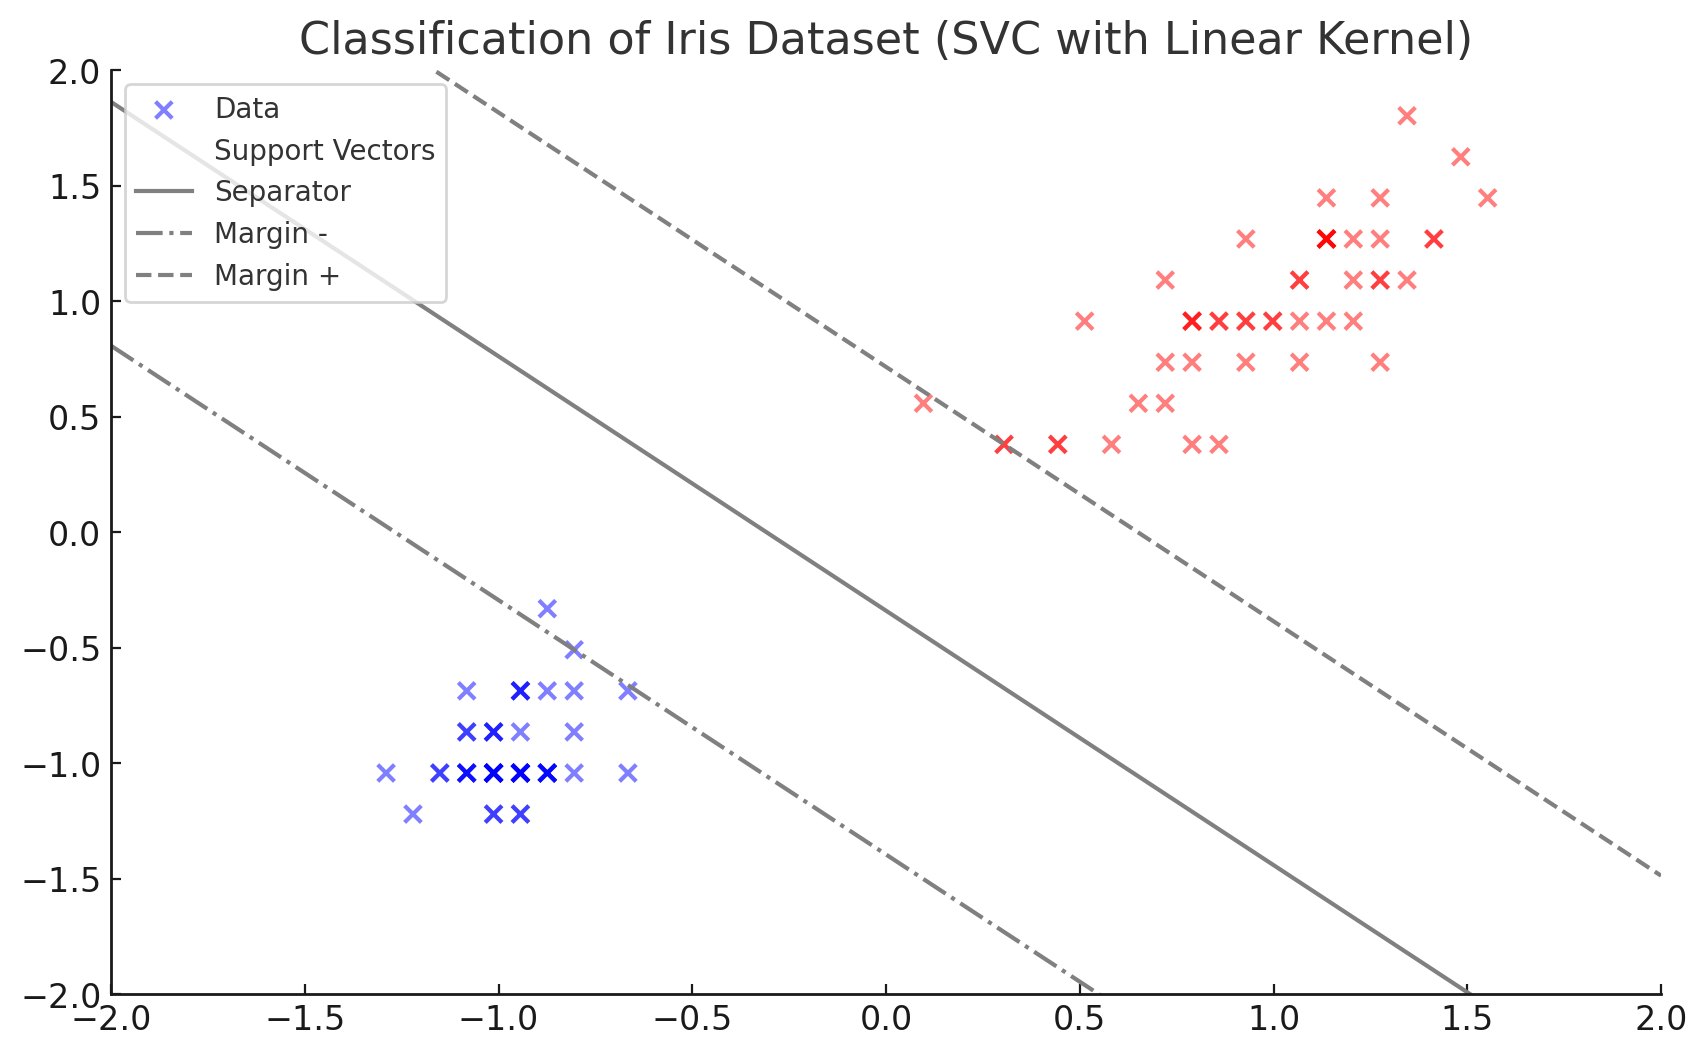 Classification of Iris Dataset (SVC with Linear Kernel)
Data
Support Vectors
Separator
Margin -
Margin +
2.0
1.5
1.0
0.5
0.0
−0.5
−1.0
−1.5
−2.0
−2.0 −1.5 −1.0 −0.5 0.0 0.5 1.0 1.5 2.0